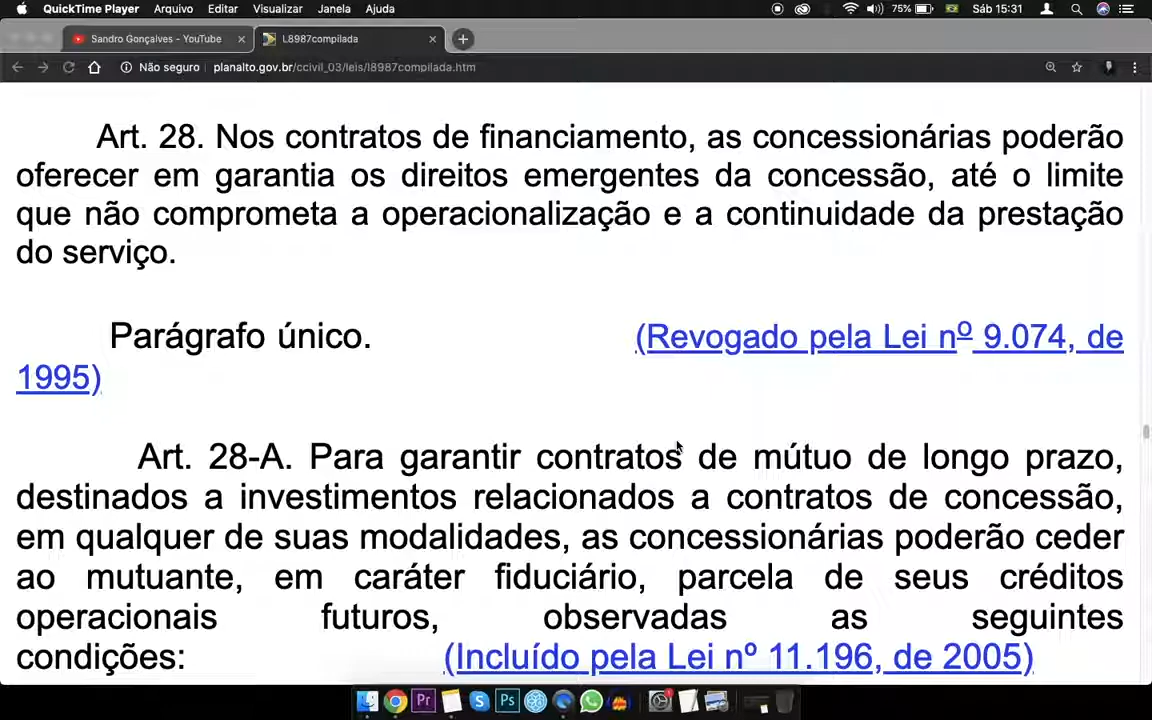 QuickTime Player Arquivo Editar Visualizar Janela Ajuda 75% Sáb 15:31
Sandro Gonçalves - YouTube L8987compilada
Não seguro planalto.gov.br/ccivil_03/leis/l8987compilada.htm
Art. 28. Nos contratos de financiamento, as concessionárias poderão
oferecer em garantia os direitos emergentes da concessão, até o limite
que não comprometa a operacionalização e a continuidade da prestação
do serviço.
Parágrafo único. (Revogado pela Lei nº 9.074, de
1995)
Art. 28-A. Para garantir contratos de mútuo de longo prazo,
destinados a investimentos relacionados a contratos de concessão,
em qualquer de suas modalidades, as concessionárias poderão ceder
ao mutuante, em caráter fiduciário, parcela de seus créditos
operacionais futuros, observadas as seguintes
condições: (Incluído pela Lei nº 11.196, de 2005)
Pr Ps